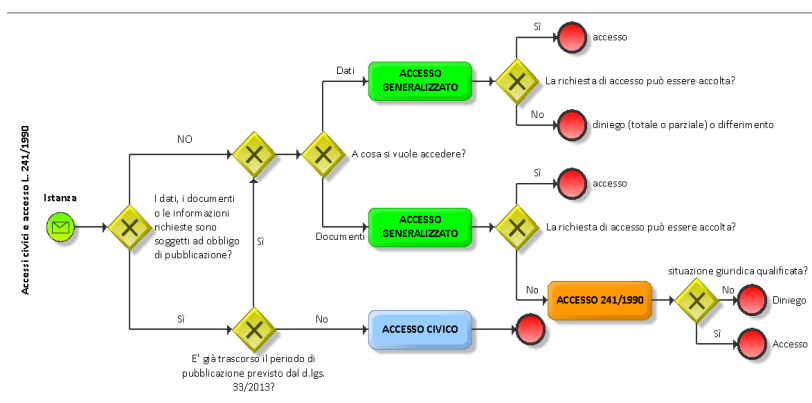 Accessi civici e accesso L. 241/1990
Istanza
I dati, i documenti
o le informazioni
richieste sono
soggetti ad obbligo
di pubblicazione?
NO
Sì
Sì
E' già trascorso il periodo di
pubblicazione previsto dal d.lgs.
33/2013?
No
ACCESSO CIVICO
A cosa si vuole accedere?
Dati
ACCESSO
GENERALIZZATO
La richiesta di accesso può essere accolta?
Sì
accesso
No
diniego (totale o parziale) o differimento
Documenti
ACCESSO
GENERALIZZATO
La richiesta di accesso può essere accolta?
Sì
accesso
No
ACCESSO 241/1990
situazione giuridica qualificata?
No
Diniego
Sì
Accesso